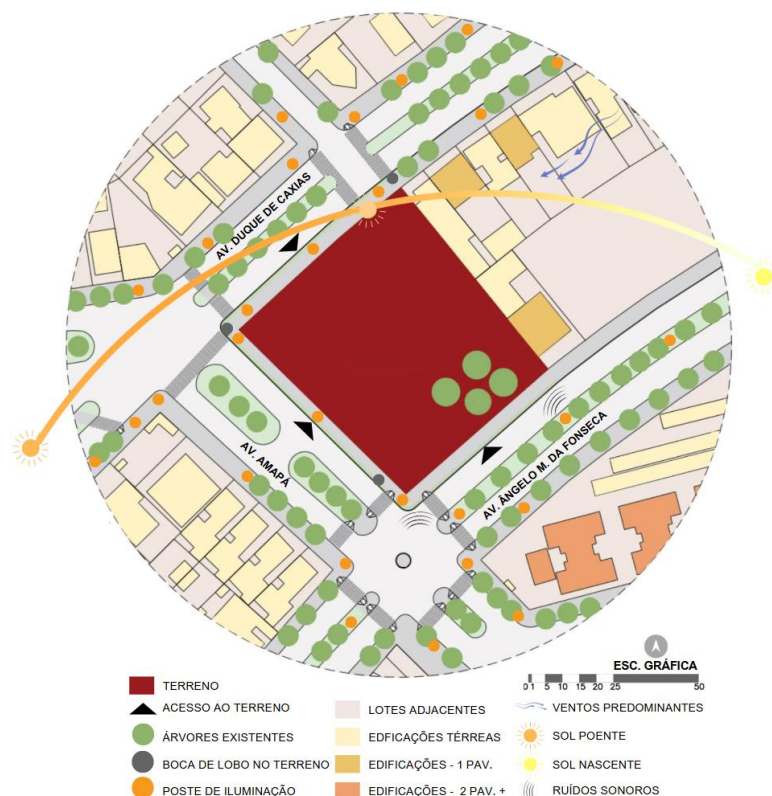 AV. DUQUE DE CAXIAS
AV. AMAPÁ
AV. ÂNGELO M. DA FONSECA
A
ESC. GRÁFICA
0 1 5 10 15 20 25 50
TERRENO
ACESSO AO TERRENO
ÁRVORES EXISTENTES
BOCA DE LOBO NO TERRENO
POSTE DE ILUMINAÇÃO
LOTES ADJACENTES
EDFICAÇÕES TÉRREAS
EDIFICAÇÕES - 1 PAV.
EDIFICAÇÕES - 2 PAV. +
VENTOS PREDOMINANTES
SOL POENTE
SOL NASCENTE
RUÍDOS SONOROS